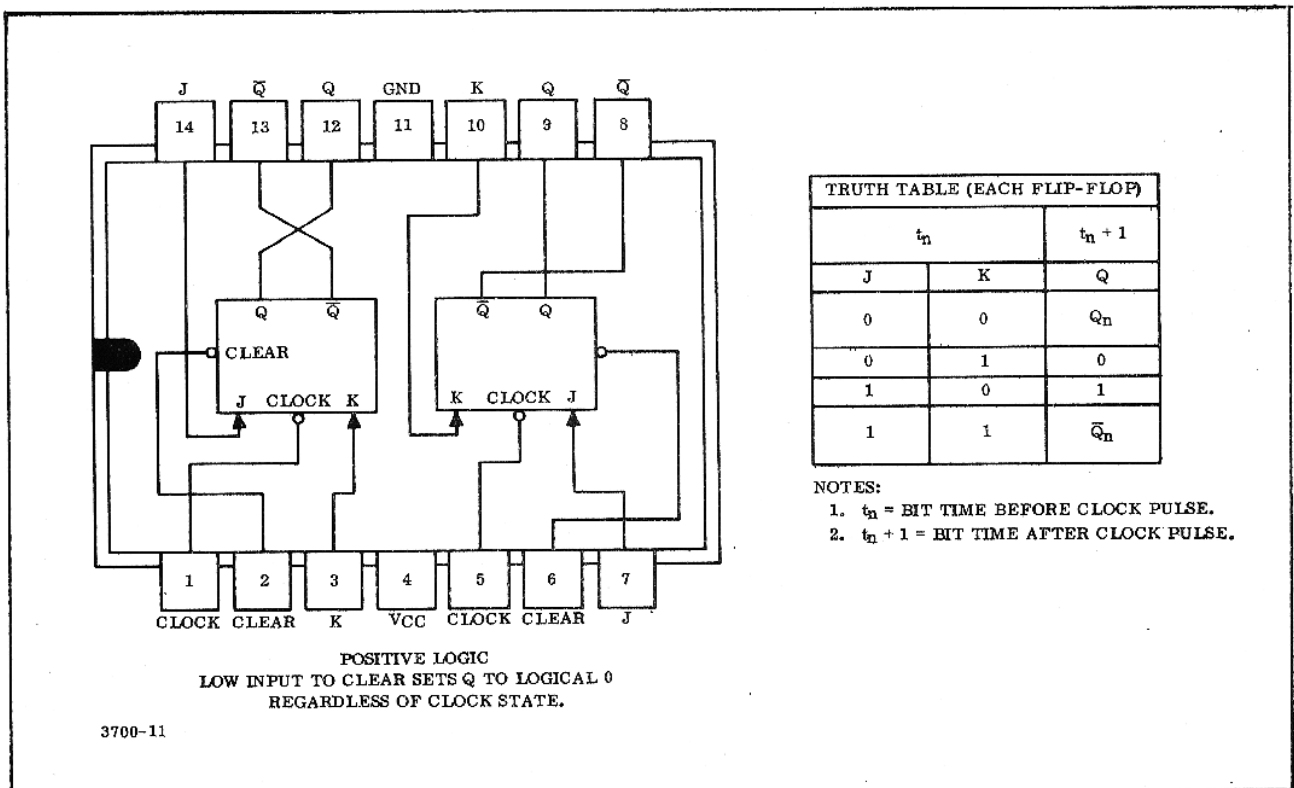 J Q̅ Q GND K Q Q̅
14 13 12 11 10 9 8
Q Q̅ Q̅ Q
CLEAR
J CLOCK K K CLOCK J
1 2 3 4 5 6 7
CLOCK CLEAR K VCC CLOCK CLEAR J
POSITIVE LOGIC
LOW INPUT TO CLEAR SETS Q TO LOGICAL 0
REGARDLESS OF CLOCK STATE.
3700-11
TRUTH TABLE (EACH FLIP-FLOP)
tn tn + 1
J K Q
0 0 Qn
0 1 0
1 0 1
1 1 Q̅n
NOTES:
1. tn = BIT TIME BEFORE CLOCK PULSE.
2. tn + 1 = BIT TIME AFTER CLOCK PULSE.